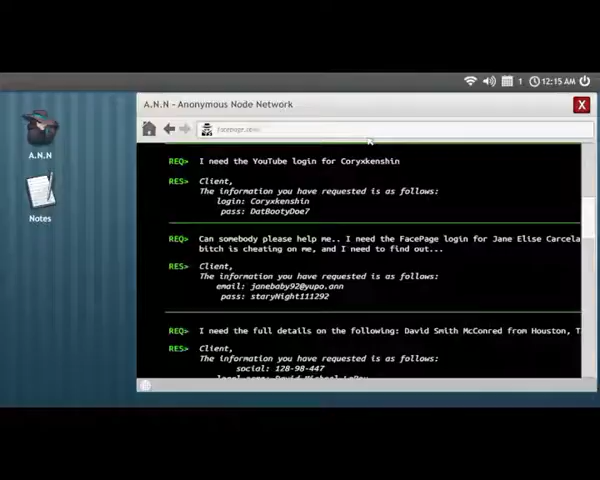 1
12:15 AM
A.N.N - Anonymous Node Network
X
A.N.N
Notes
REQ> I need the YouTube login for Coryxkenshin
RES> Client,
The information you have requested is as follows:
login: Coryxkenshin
pass: DatBootyDoe7
REQ> Can somebody please help me.. I need the FacePage login for Jane Elise Carcela
bitch is cheating on me, and I need to find out...
RES> Client,
The information you have requested is as follows:
email: janebaby92@yupo.ann
pass: staryNight111292
REQ> I need the full details on the following: David Smith McConred from Houston, T
RES> Client,
The information you have requested is as follows:
social: 128-98-447